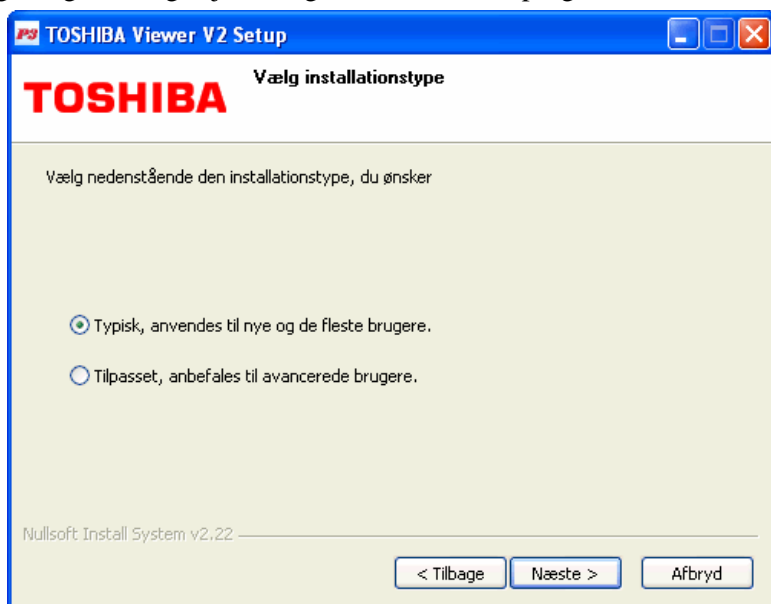 TOSHIBA Viewer V2 Setup
TOSHIBA
Vælg installationstype
Vælg nedenstående den installationstype, du ønsker
Typisk, anvendes til nye og de fleste brugere.
Tilpasset, anbefales til avancerede brugere.
Nullsoft Install System v2.22
< Tilbage
Næste >
Afbryd